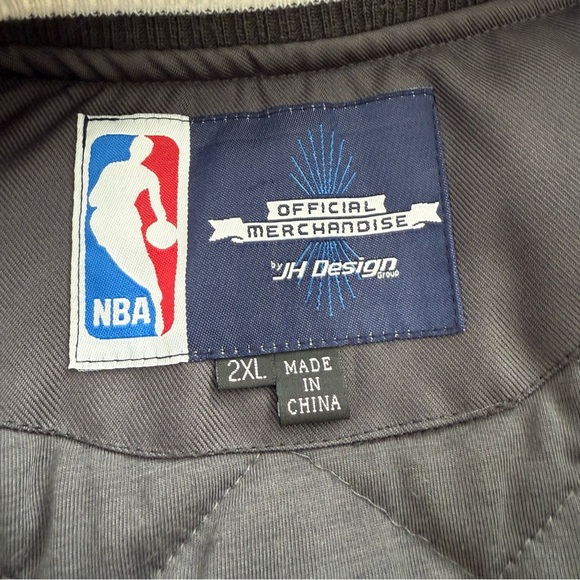 NBA
OFFICIAL
MERCHANDISE
by JH Design
Group
2XL
MADE
IN
CHINA